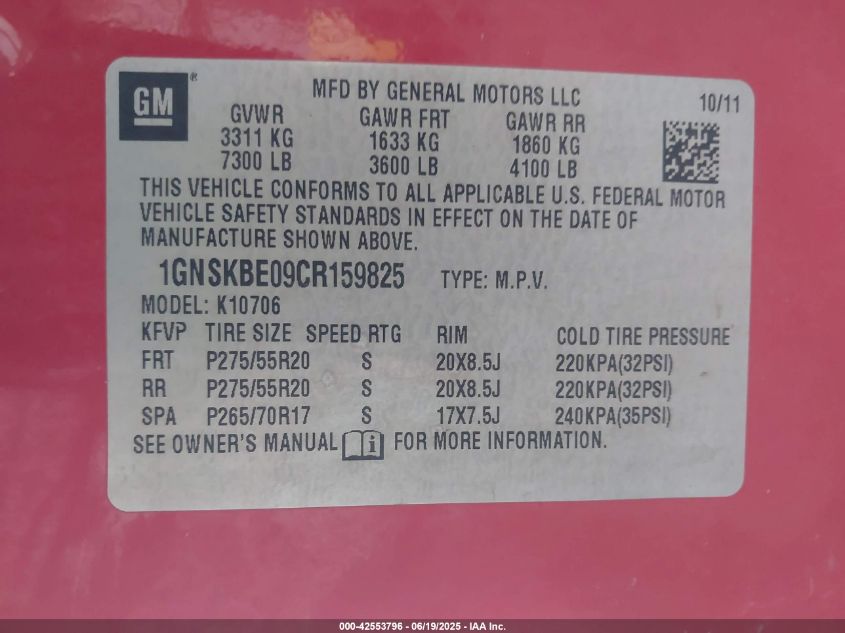 GM® MFD BY GENERAL MOTORS LLC 10/11
GVWR GAWR FRT GAWR RR
3311 KG 1633 KG 1860 KG
7300 LB 3600 LB 4100 LB
THIS VEHICLE CONFORMS TO ALL APPLICABLE U.S. FEDERAL MOTOR
VEHICLE SAFETY STANDARDS IN EFFECT ON THE DATE OF
MANUFACTURE SHOWN ABOVE.
1GNSKBE09CR159825 TYPE: M.P.V.
MODEL: K10706
KFVP TIRE SIZE SPEED RTG RIM COLD TIRE PRESSURE
FRT P275/55R20 S 20X8.5J 220KPA(32PSI)
RR P275/55R20 S 20X8.5J 220KPA(32PSI)
SPA P265/70R17 S 17X7.5J 240KPA(35PSI)
SEE OWNER'S MANUAL i FOR MORE INFORMATION.
000-42553796 - 06/19/2025 - IAA Inc.